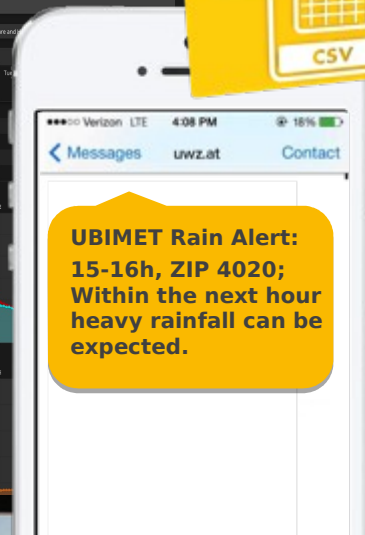 CSV
Verizon LTE 4:08 PM 18%
Messages uwz.at Contact
UBIMET Rain Alert:
15-16h, ZIP 4020;
Within the next hour
heavy rainfall can be
expected.